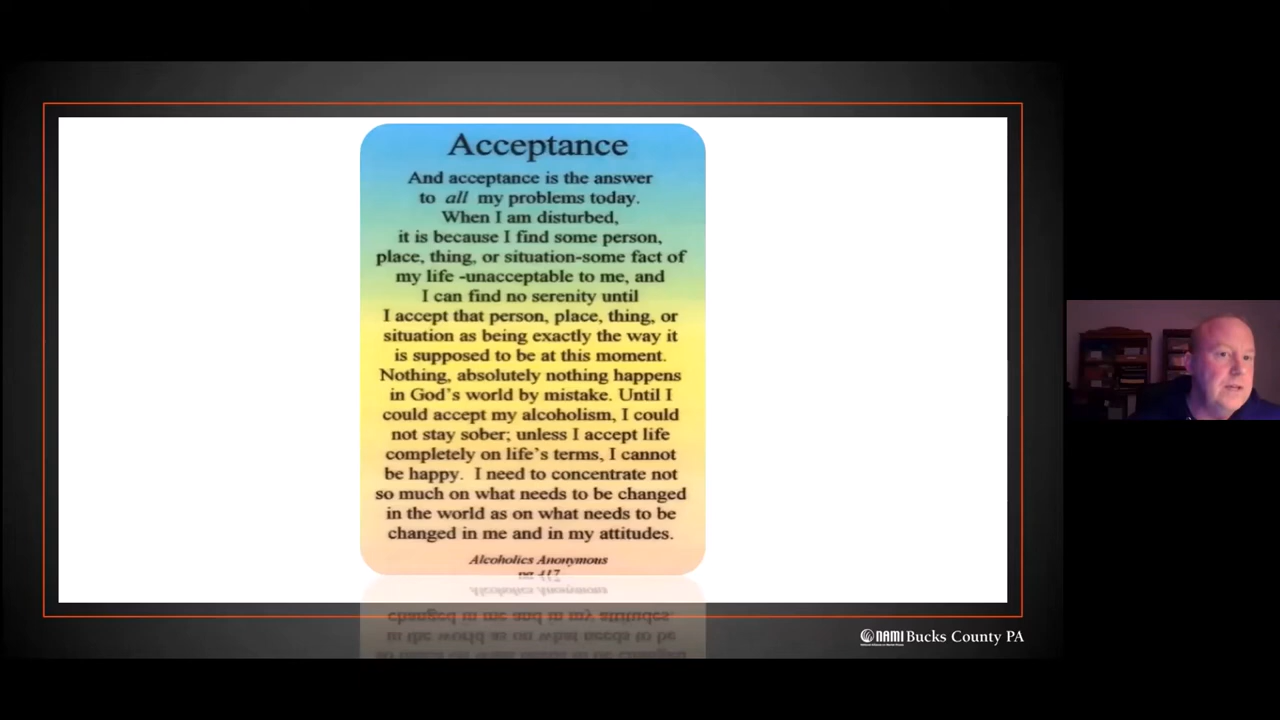 Acceptance
And acceptance is the answer
to all my problems today.
When I am disturbed,
it is because I find some person,
place, thing, or situation-some fact of
my life -unacceptable to me, and
I can find no serenity until
I accept that person, place, thing, or
situation as being exactly the way it
is supposed to be at this moment.
Nothing, absolutely nothing happens
in God's world by mistake. Until I
could accept my alcoholism, I could
not stay sober; unless I accept life
completely on life's terms, I cannot
be happy. I need to concentrate not
so much on what needs to be changed
in the world as on what needs to be
changed in me and in my attitudes.
Alcoholics Anonymous
pg 417
NAMI Bucks County PA